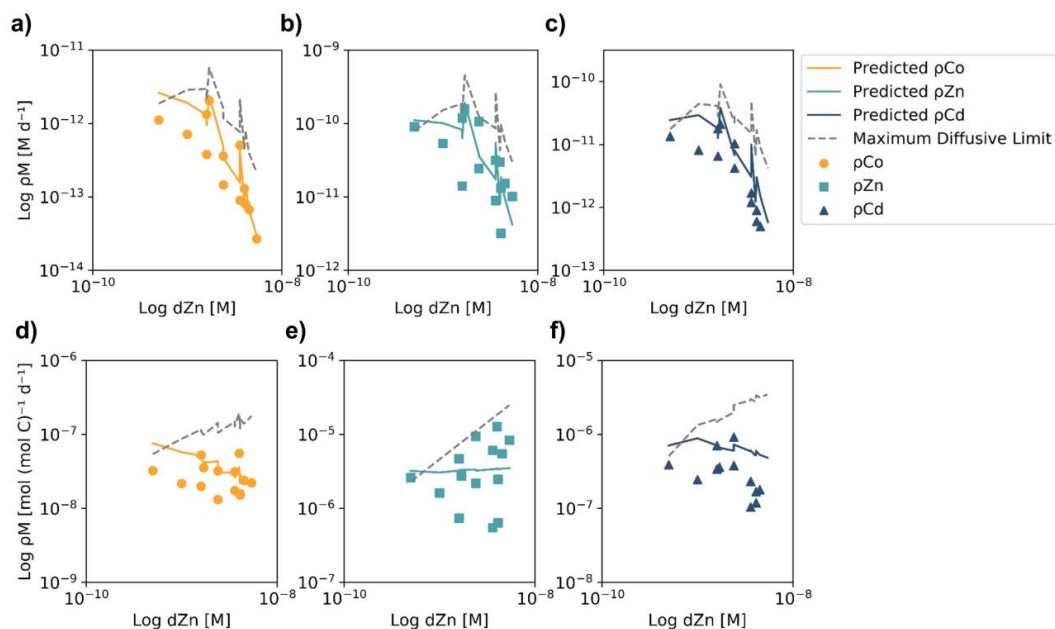 a)
b)
c)
10⁻¹¹
10⁻¹²
10⁻¹³
10⁻¹⁴
Log ρM [M d⁻¹]
10⁻¹⁰
10⁻⁸
Log dZn [M]
10⁻⁹
10⁻¹⁰
10⁻¹¹
10⁻¹²
10⁻¹⁰
10⁻⁸
Log dZn [M]
10⁻¹⁰
10⁻¹¹
10⁻¹²
10⁻¹³
10⁻¹⁰
10⁻⁸
Log dZn [M]
Predicted ρCo
Predicted ρZn
Predicted ρCd
Maximum Diffusive Limit
ρCo
ρZn
ρCd
d)
e)
f)
10⁻⁶
10⁻⁷
10⁻⁸
10⁻⁹
Log ρM [mol (mol C)⁻¹ d⁻¹]
10⁻¹⁰
10⁻⁸
Log dZn [M]
10⁻⁴
10⁻⁵
10⁻⁶
10⁻⁷
10⁻¹⁰
10⁻⁸
Log dZn [M]
10⁻⁵
10⁻⁶
10⁻⁷
10⁻⁸
10⁻¹⁰
10⁻�8
Log dZn [M]